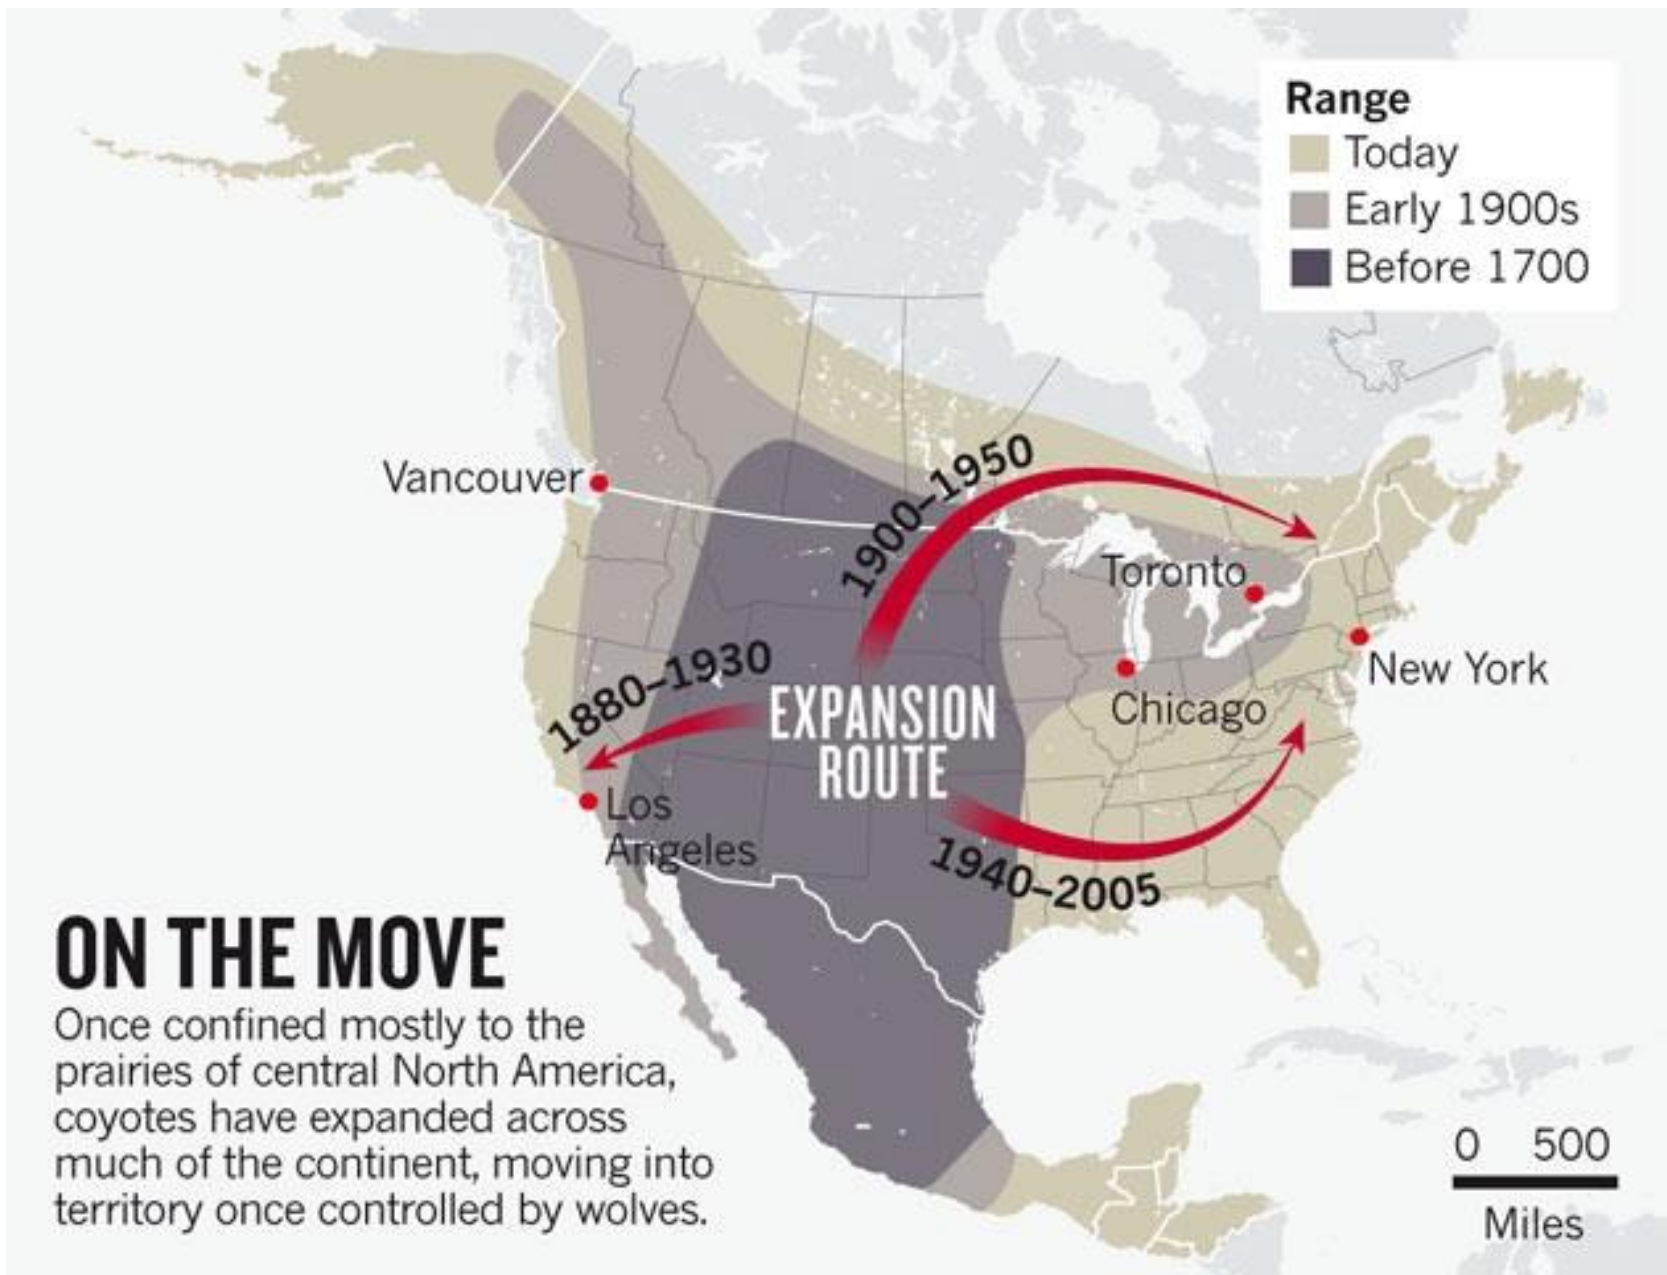 Range
Today
Early 1900s
Before 1700
Vancouver
1900–1950
Toronto
New York
Chicago
1880–1930
EXPANSION
ROUTE
Los
Angeles
1940–2005
ON THE MOVE
Once confined mostly to the
prairies of central North America,
coyotes have expanded across
much of the continent, moving into
territory once controlled by wolves.
0 500
Miles